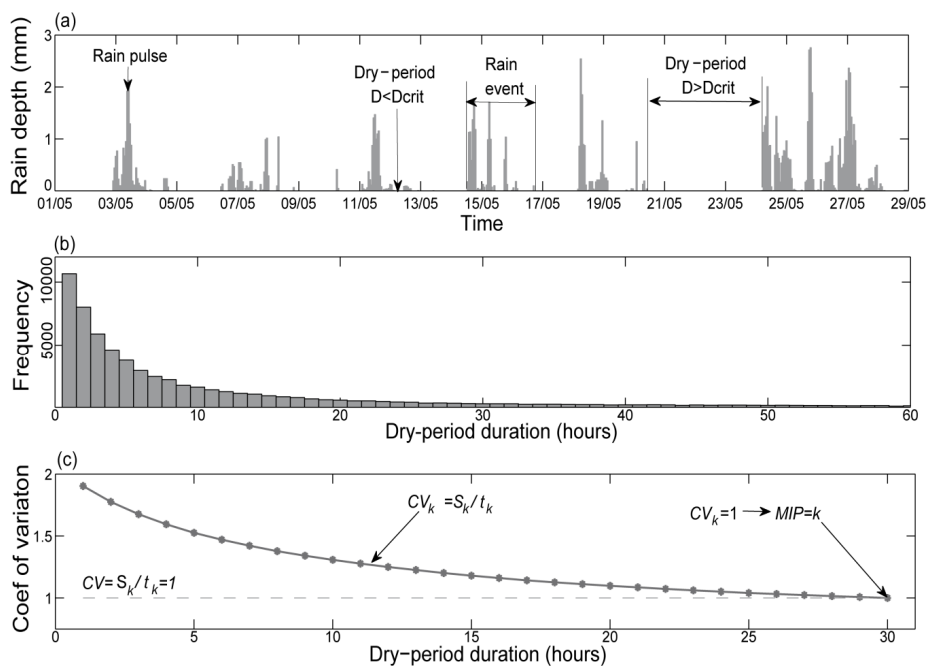 (a)
Rain depth (mm)
3
2
1
0
Rain pulse
Dry-period
D<Dcrit
Rain
event
Dry-period
D>Dcrit
01/05 03/05 05/05 07/05 09/05 11/05 13/05 15/05 17/05 19/05 21/05 23/05 25/05 27/05 29/05
Time
(b)
Frequency
10000
5000
0 10 20 30 40 50 60
Dry-period duration (hours)
(c)
Coef of variaton
2
1.5
1
CVk =Sk/tk
CVk=1 → MIP=k
CV=Sk/tk=1
0 5 10 15 20 25 30
Dry-period duration (hours)